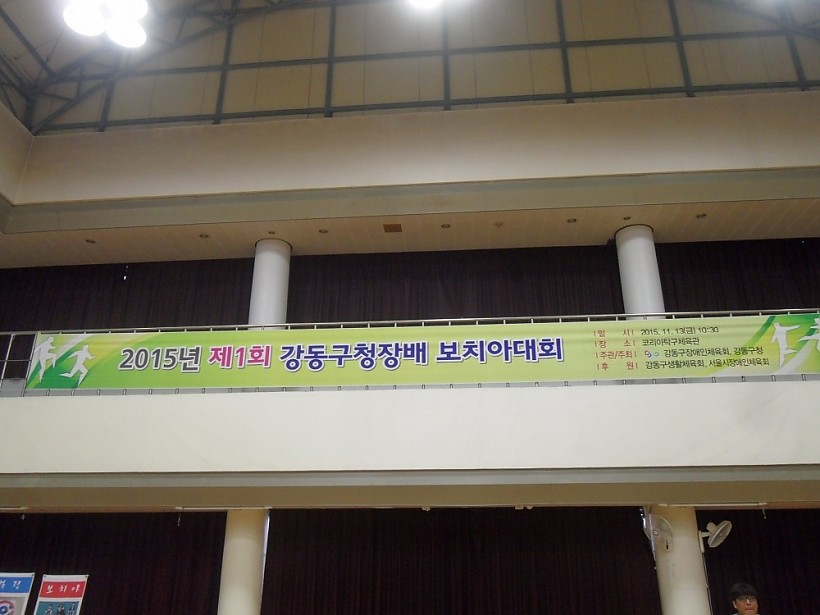 2015년 제1회 강동구청장배 보치아대회
| 일 시 | 2015. 11. 13(금) 10:30
| 장 소 | 코리아탁구체육관
| 주관/주최 | 강동구장애인체육회, 강동구청
| 후 원 | 강동구생활체육회, 서울시장애인체육회
보치아